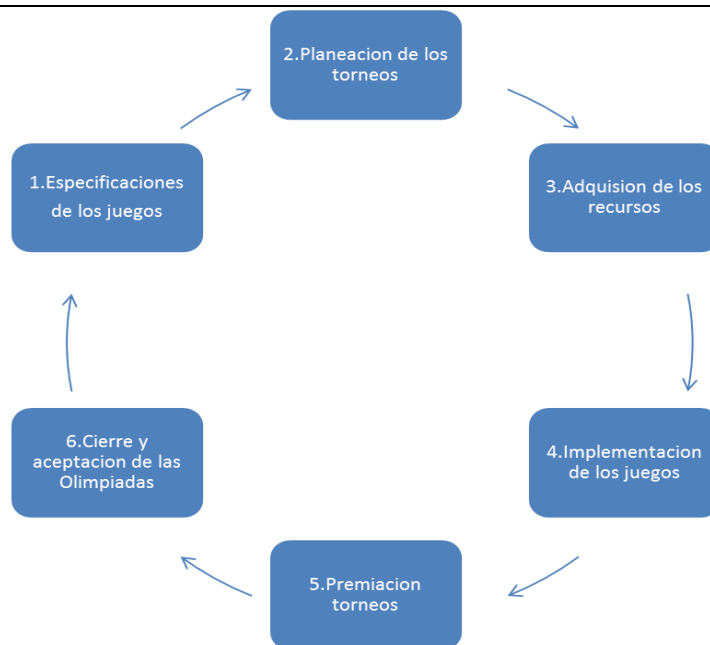 1.Especificaciones
de los juegos
2.Planeacion de los
torneos
3.Adquision de los
recursos
4.Implementacion
de los juegos
5.Premiacion
torneos
6.Cierre y
aceptacion de las
Olimpiadas